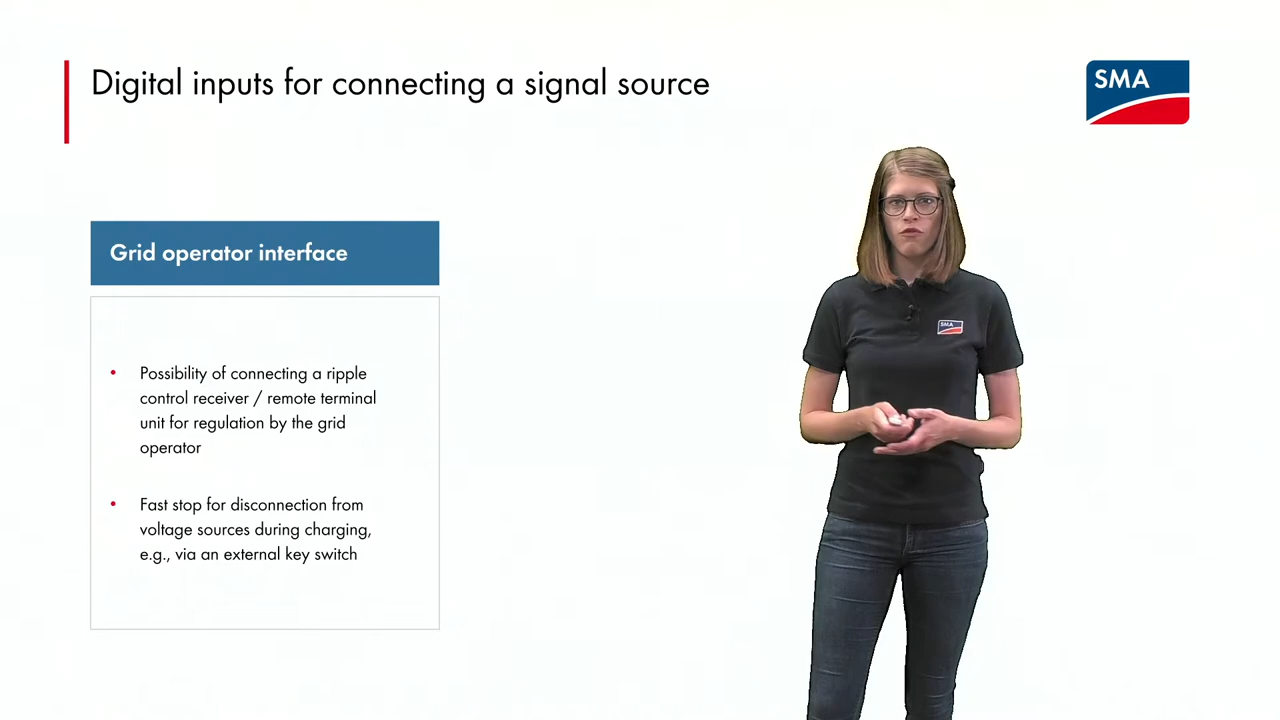 Digital inputs for connecting a signal source
SMA
Grid operator interface
• Possibility of connecting a ripple
control receiver / remote terminal
unit for regulation by the grid
operator
• Fast stop for disconnection from
voltage sources during charging,
e.g., via an external key switch
SMA